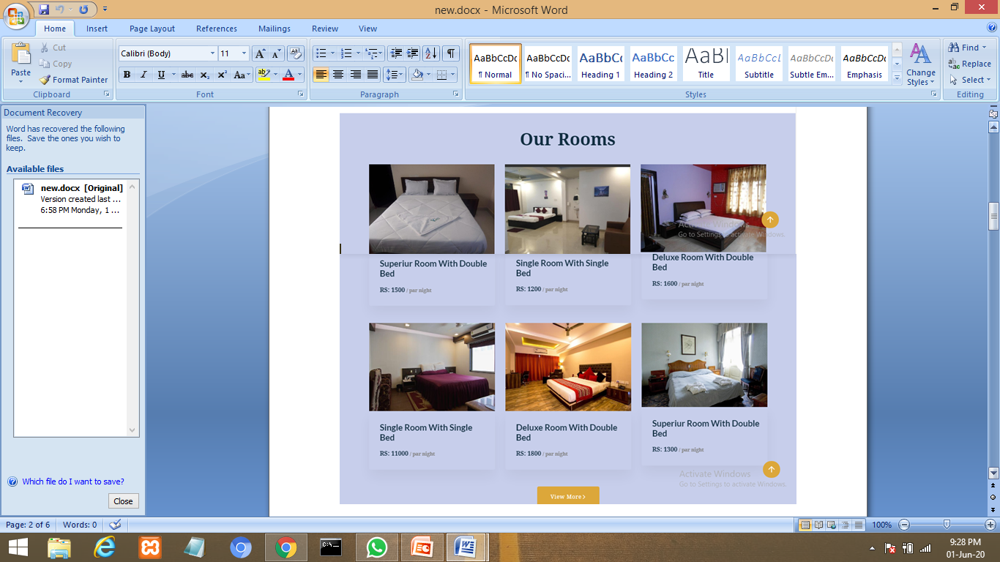 new.docx - Microsoft Word
Home Insert Page Layout References Mailings Review View
Paste
Cut
Copy
Format Painter
Clipboard
Calibri (Body) 11
B I U abc x₂ x² Aa
Font
Paragraph
AaBbCcDc AaBbCcDc AaBbCc AaBbCc AaBl AaBbCcL AaBbCcDc AaBbCcDc
¶ Normal ¶ No Spaci... Heading 1 Heading 2 Title Subtitle Subtle Em... Emphasis
Change
Styles
Styles
Find
Replace
Select
Editing
Document Recovery
Word has recovered the following
files. Save the ones you wish to
keep.
Available files
new.docx [Original]
Version created last ...
6:58 PM Monday, 1 ...
Which file do I want to save?
Close
Our Rooms
Activate Windows
Go to Settings to activate Windows.
Superiur Room With Double
Bed
RS: 1500 / par night
Single Room With Single
Bed
RS: 1200 / par night
Deluxe Room With Double
Bed
RS: 1600 / par night
Single Room With Single
Bed
RS: 11000 / par night
Deluxe Room With Double
Bed
RS: 1800 / par night
Superiur Room With Double
Bed
RS: 1300 / par night
Activate Windows
Go to Settings to activate Windows.
View More >
Page: 2 of 6 Words: 0
100%
9:28 PM
01-Jun-20